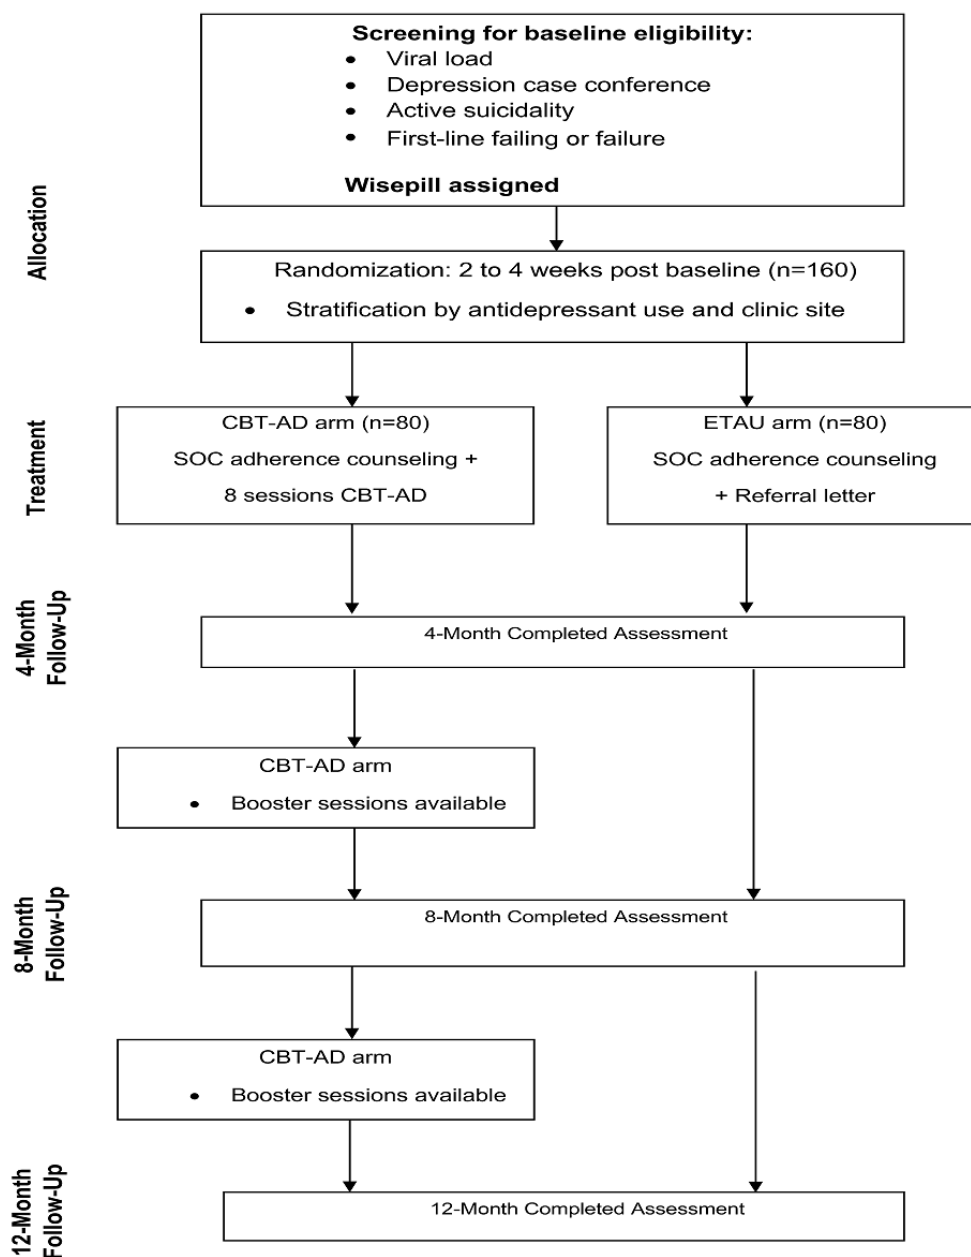 Screening for baseline eligibility:
• Viral load
• Depression case conference
• Active suicidality
• First-line failing or failure
Wisepill assigned
Allocation
Randomization: 2 to 4 weeks post baseline (n=160)
• Stratification by antidepressant use and clinic site
Treatment
CBT-AD arm (n=80)
SOC adherence counseling +
8 sessions CBT-AD
ETAU arm (n=80)
SOC adherence counseling
+ Referral letter
4-Month
Follow-Up
4-Month Completed Assessment
CBT-AD arm
• Booster sessions available
8-Month
Follow-Up
8-Month Completed Assessment
CBT-AD arm
• Booster sessions available
12-Month
Follow-Up
12-Month Completed Assessment